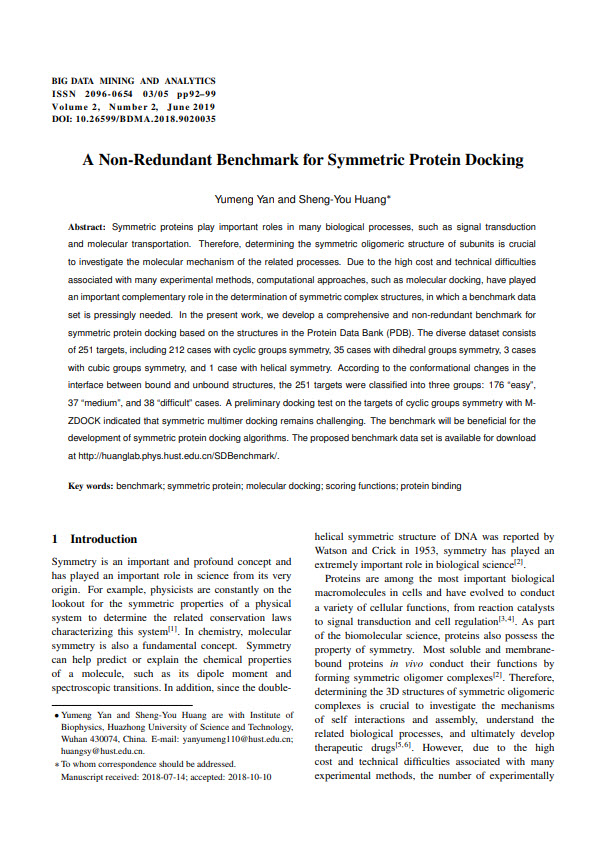 BIG DATA MINING AND ANALYTICS
ISSN 2096-0654 03/05 pp92–99
Volume 2, Number 2, June 2019
DOI: 10.26599/BDMA.2018.9020035
A Non-Redundant Benchmark for Symmetric Protein Docking
Yumeng Yan and Sheng-You Huang*
Abstract: Symmetric proteins play important roles in many biological processes, such as signal transduction
and molecular transportation. Therefore, determining the symmetric oligomeric structure of subunits is crucial
to investigate the molecular mechanism of the related processes. Due to the high cost and technical difficulties
associated with many experimental methods, computational approaches, such as molecular docking, have played
an important complementary role in the determination of symmetric complex structures, in which a benchmark data
set is pressingly needed. In the present work, we develop a comprehensive and non-redundant benchmark for
symmetric protein docking based on the structures in the Protein Data Bank (PDB). The diverse dataset consists
of 251 targets, including 212 cases with cyclic groups symmetry, 35 cases with dihedral groups symmetry, 3 cases
with cubic groups symmetry, and 1 case with helical symmetry. According to the conformational changes in the
interface between bound and unbound structures, the 251 targets were classified into three groups: 176 “easy”,
37 “medium”, and 38 “difficult” cases. A preliminary docking test on the targets of cyclic groups symmetry with M-
ZDOCK indicated that symmetric multimer docking remains challenging. The benchmark will be beneficial for the
development of symmetric protein docking algorithms. The proposed benchmark data set is available for download
at http://huanglab.phys.hust.edu.cn/SDBenchmark/.
Key words: benchmark; symmetric protein; molecular docking; scoring functions; protein binding
1 Introduction
Symmetry is an important and profound concept and
has played an important role in science from its very
origin. For example, physicists are constantly on the
lookout for the symmetric properties of a physical
system to determine the related conservation laws
characterizing this system[1]. In chemistry, molecular
symmetry is also a fundamental concept. Symmetry
can help predict or explain the chemical properties
of a molecule, such as its dipole moment and
spectroscopic transitions. In addition, since the double-
• Yumeng Yan and Sheng-You Huang are with Institute of
Biophysics, Huazhong University of Science and Technology,
Wuhan 430074, China. E-mail: yanyumeng110@hust.edu.cn;
huangsy@hust.edu.cn.
* To whom correspondence should be addressed.
Manuscript received: 2018-07-14; accepted: 2018-10-10
helical symmetric structure of DNA was reported by
Watson and Crick in 1953, symmetry has played an
extremely important role in biological science[2].
Proteins are among the most important biological
macromolecules in cells and have evolved to conduct
a variety of cellular functions, from reaction catalysts
to signal transduction and cell regulation[3,4]. As part
of the biomolecular science, proteins also possess the
property of symmetry. Most soluble and membrane-
bound proteins in vivo conduct their functions by
forming symmetric oligomer complexes[2]. Therefore,
determining the 3D structures of symmetric oligomeric
complexes is crucial to investigate the mechanisms
of self interactions and assembly, understand the
related biological processes, and ultimately develop
therapeutic drugs[5,6]. However, due to the high
cost and technical difficulties associated with many
experimental methods, the number of experimentally